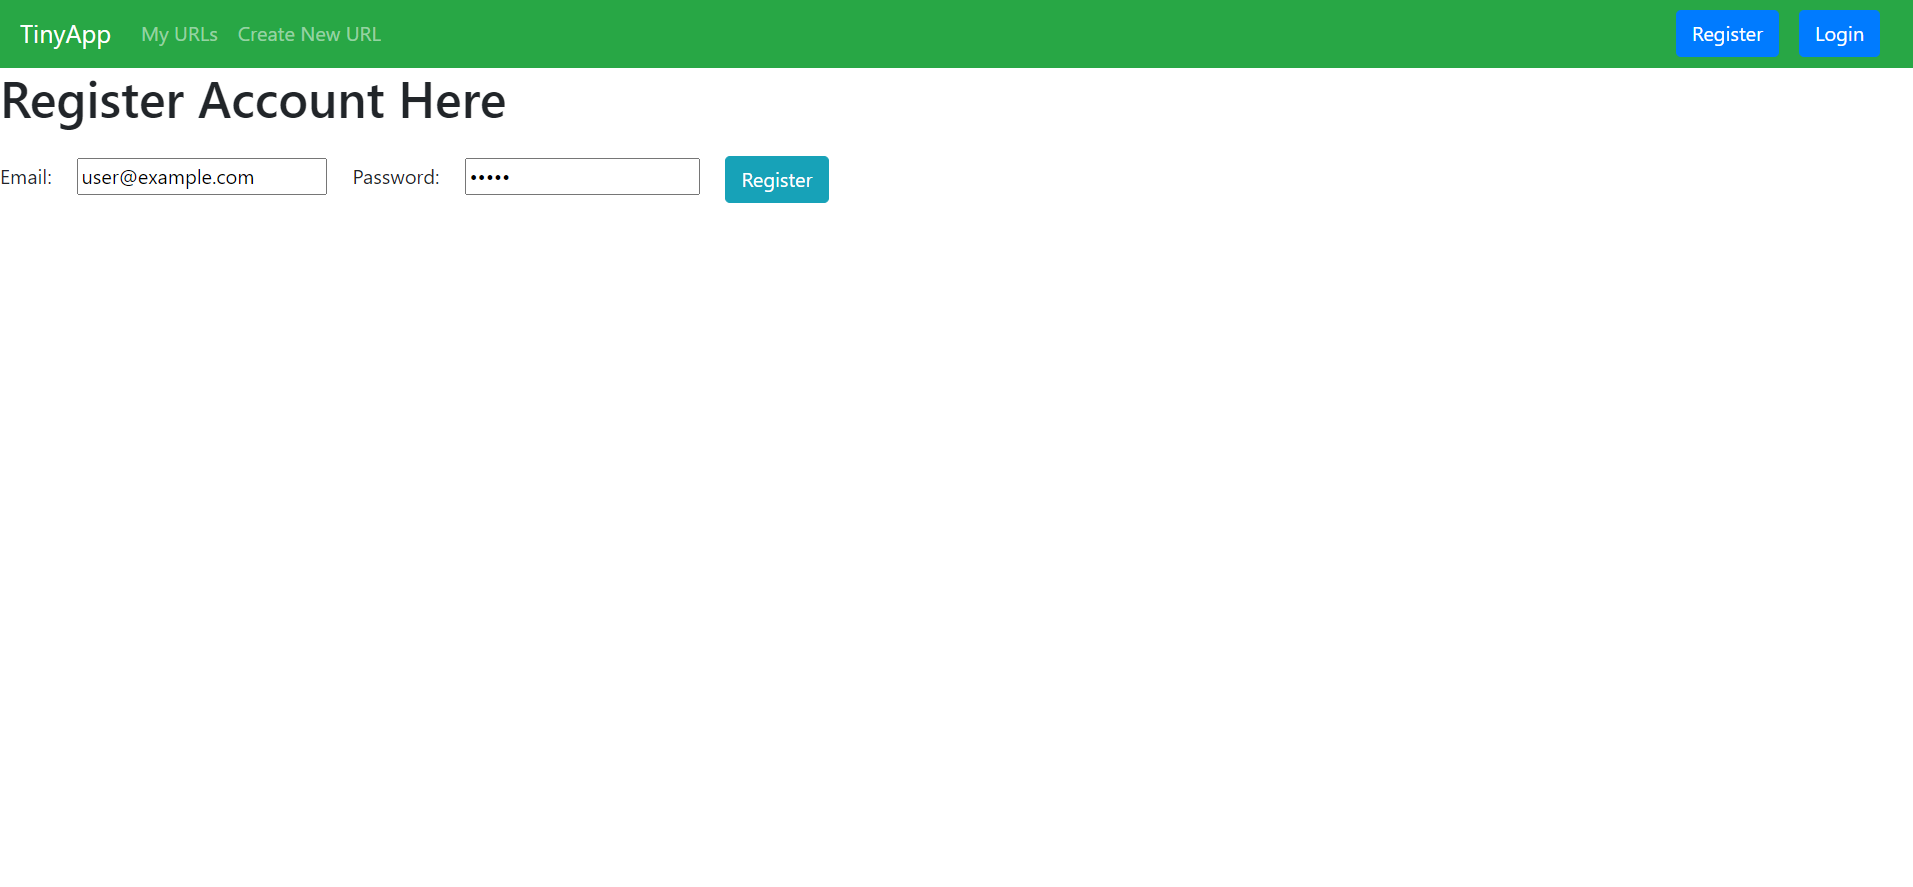 TinyApp My URLs Create New URL Register Login
Register Account Here
Email: user@example.com Password: ••••• Register